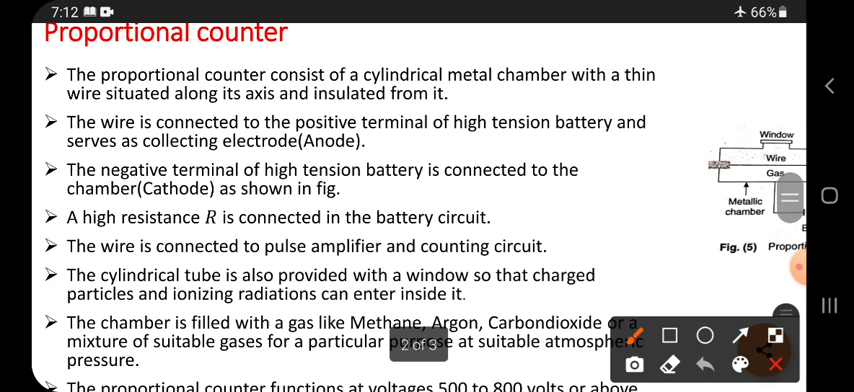 7:12
66%
Proportional counter
➢ The proportional counter consist of a cylindrical metal chamber with a thin
wire situated along its axis and insulated from it.
➢ The wire is connected to the positive terminal of high tension battery and
serves as collecting electrode(Anode).
➢ The negative terminal of high tension battery is connected to the
chamber(Cathode) as shown in fig.
➢ A high resistance R is connected in the battery circuit.
➢ The wire is connected to pulse amplifier and counting circuit.
➢ The cylindrical tube is also provided with a window so that charged
particles and ionizing radiations can enter inside it.
➢ The chamber is filled with a gas like Methane, Argon, Carbondioxide or a
mixture of suitable gases for a particular at suitable atmospheric
pressure.
➢ The proportional counter functions at voltages 500 to 800 volts or above
2 of 3
Window
Wire
Gas
Metallic
chamber
Fig. (5) Proporti